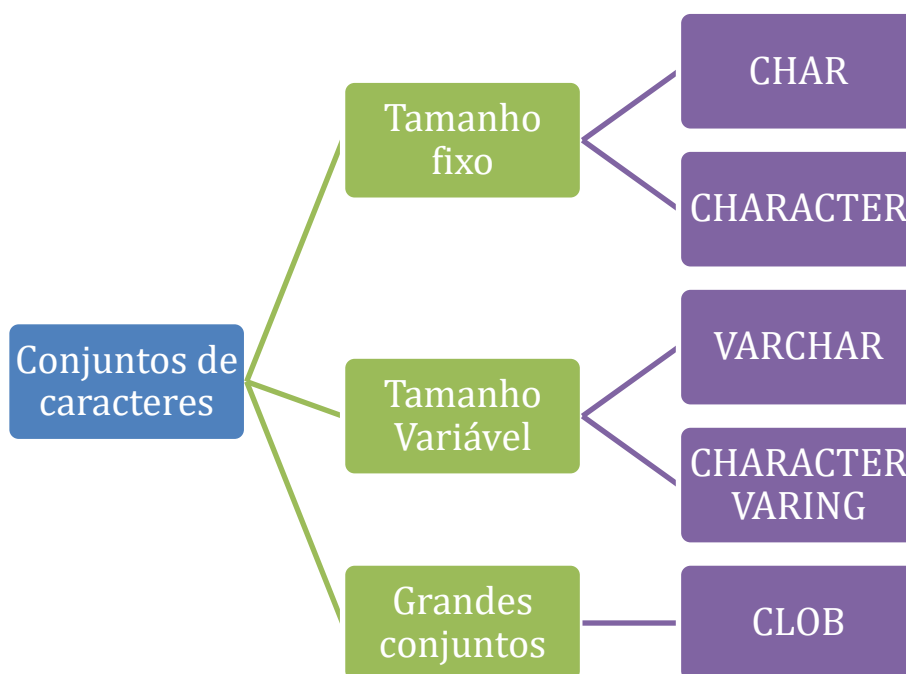 Conjuntos de
caracteres
Tamanho
fixo
CHAR
CHARACTER
Tamanho
Variável
VARCHAR
CHARACTER
VARING
Grandes
conjuntos
CLOB